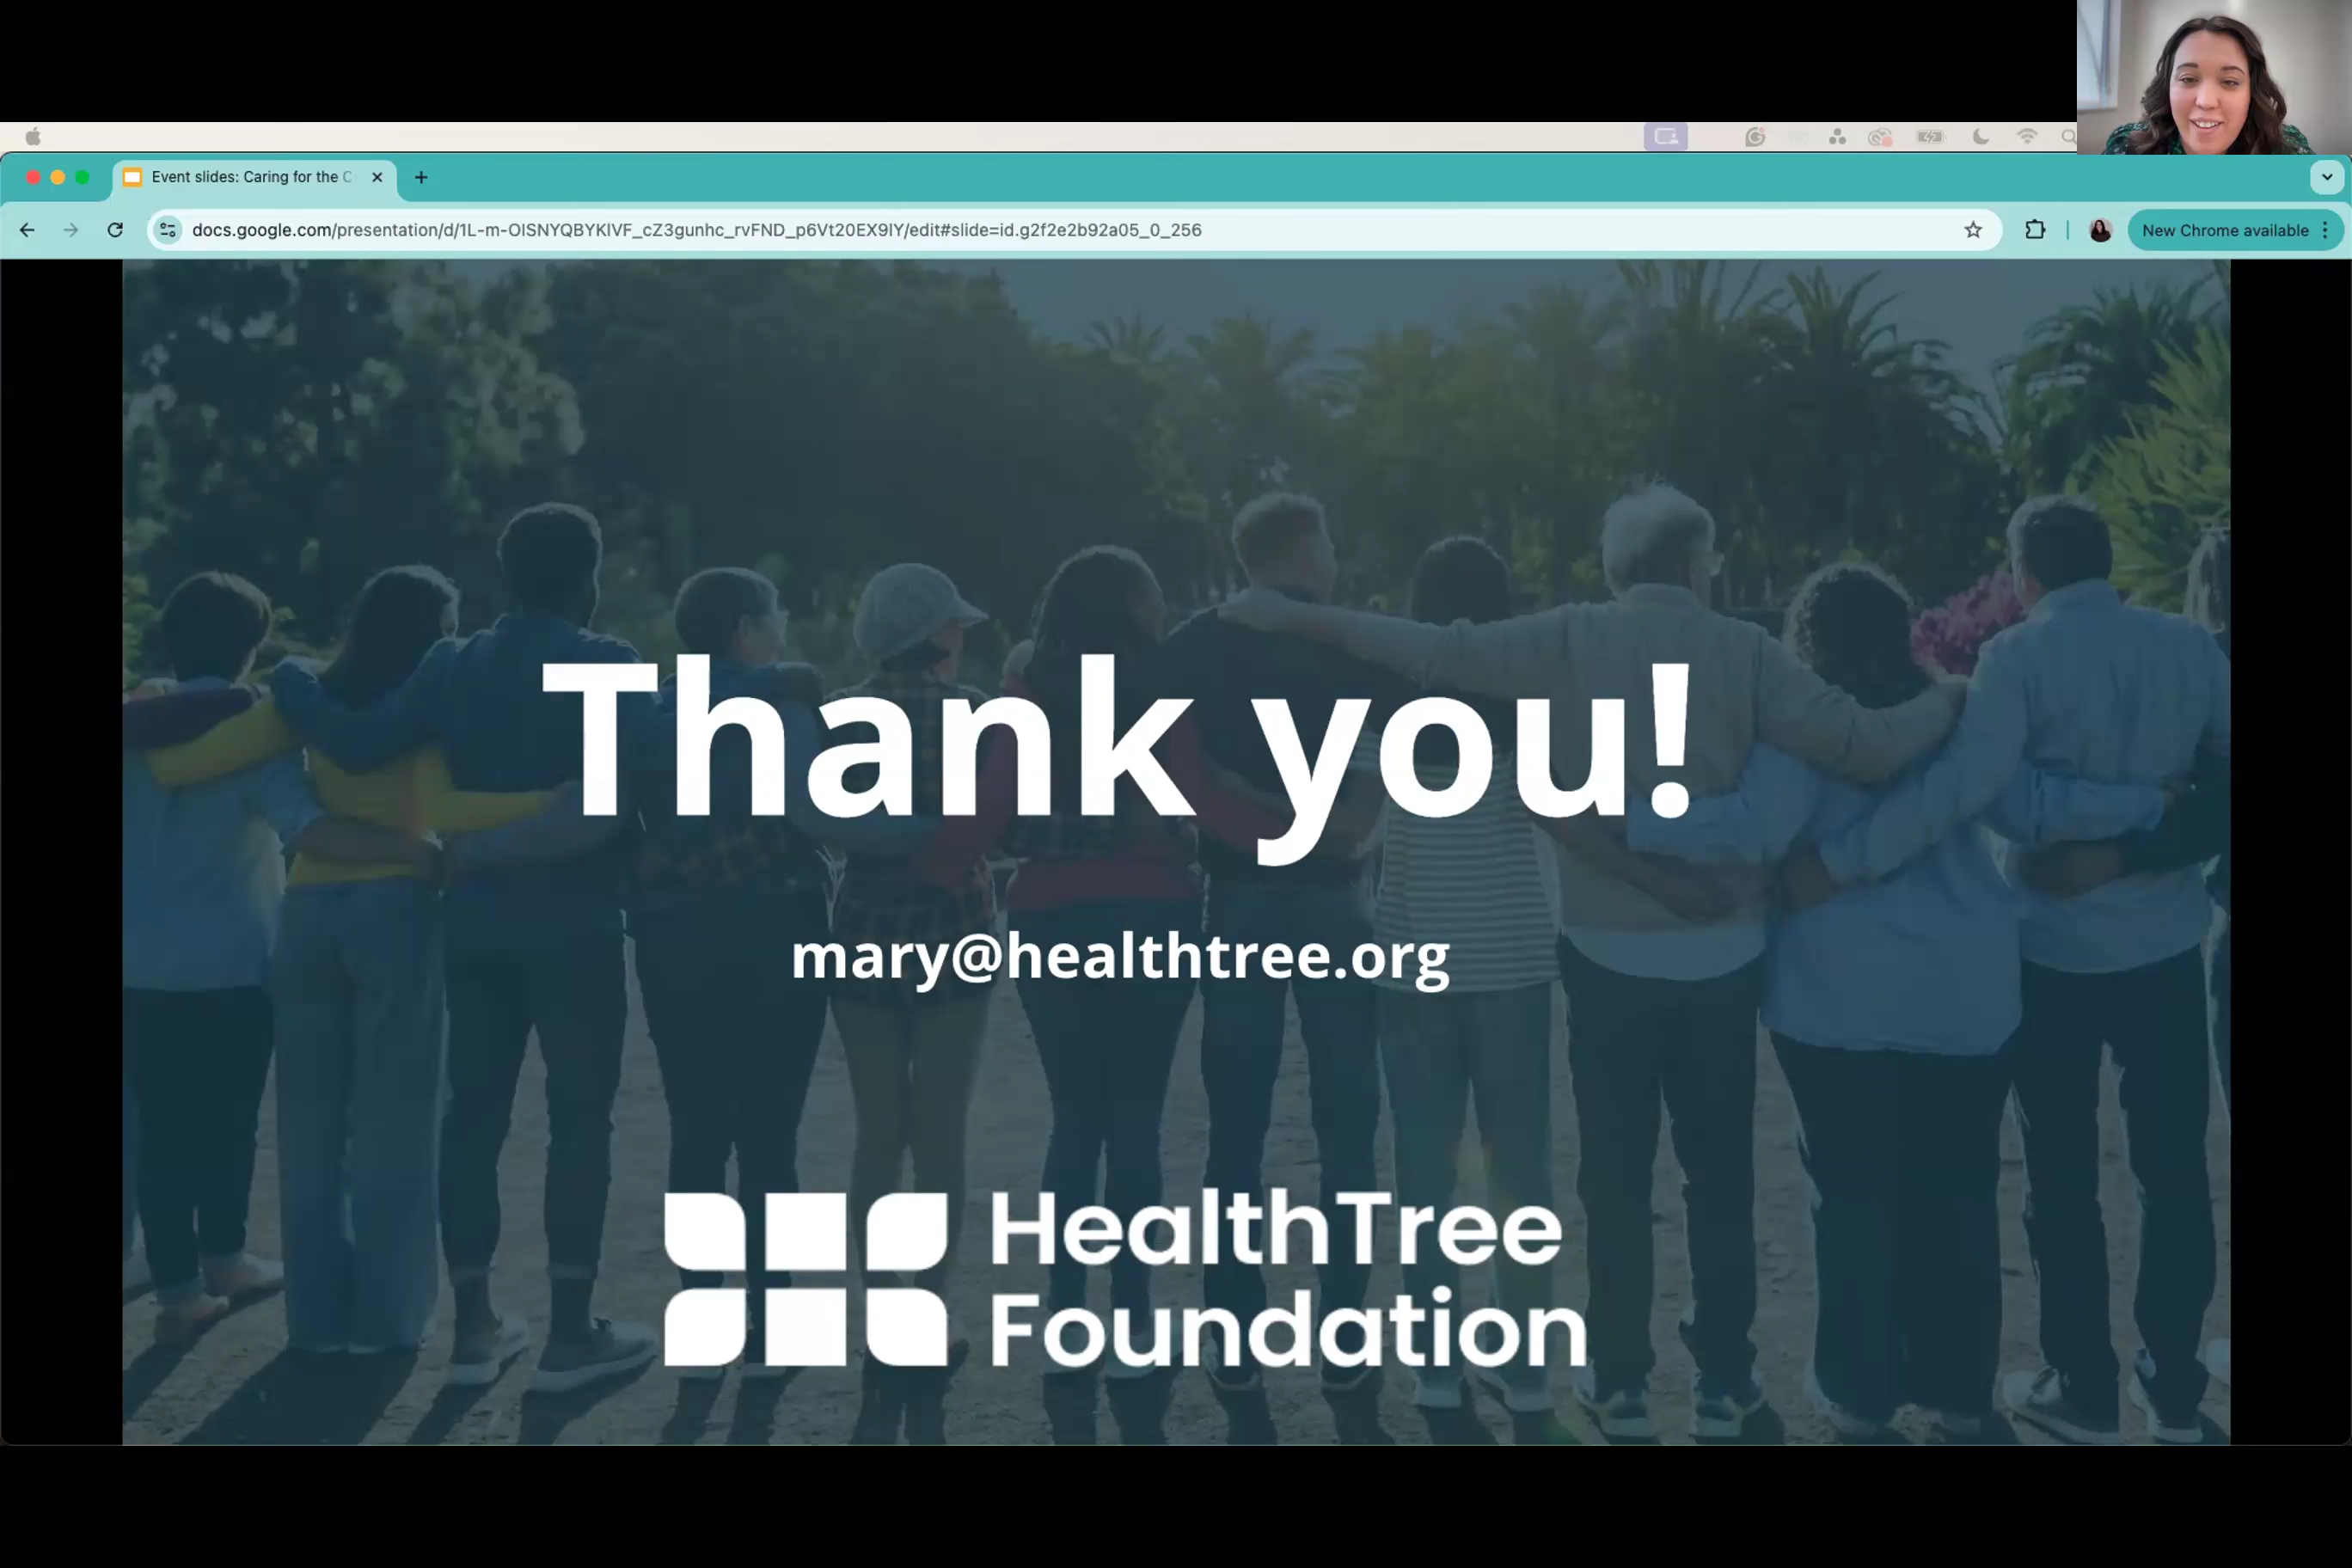 Event slides: Caring for the C
docs.google.com/presentation/d/1L-m-OlSNYQBYKlVF_cZ3gunhc_rvFND_p6Vt20EX9lY/edit#slide=id.g2f2e2b92a05_0_256
New Chrome available
Thank you!
mary@healthtree.org
HealthTree
Foundation